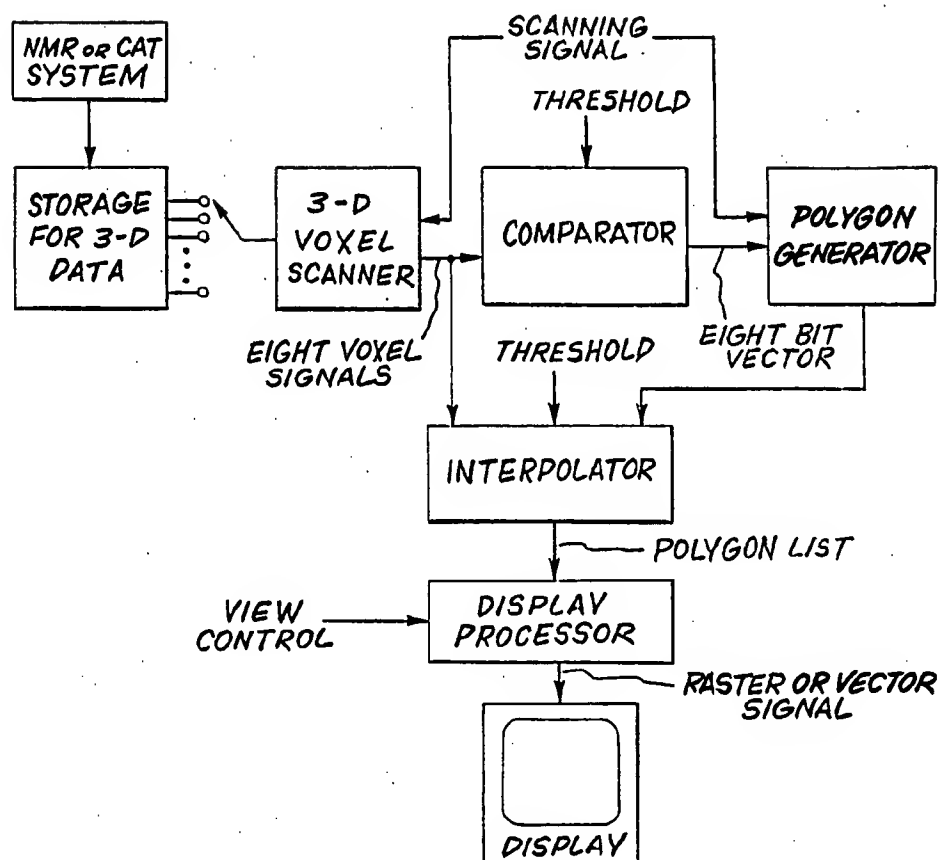 NMR OR CAT
SYSTEM
SCANNING
SIGNAL
THRESHOLD
STORAGE
FOR 3-D
DATA
3-D
VOXEL
SCANNER
COMPARATOR
POLYGON
GENERATOR
EIGHT VOXEL
SIGNALS
THRESHOLD
EIGHT BIT
VECTOR
INTERPOLATOR
POLYGON LIST
VIEW
CONTROL
DISPLAY
PROCESSOR
RASTER OR VECTOR
SIGNAL
DISPLAY